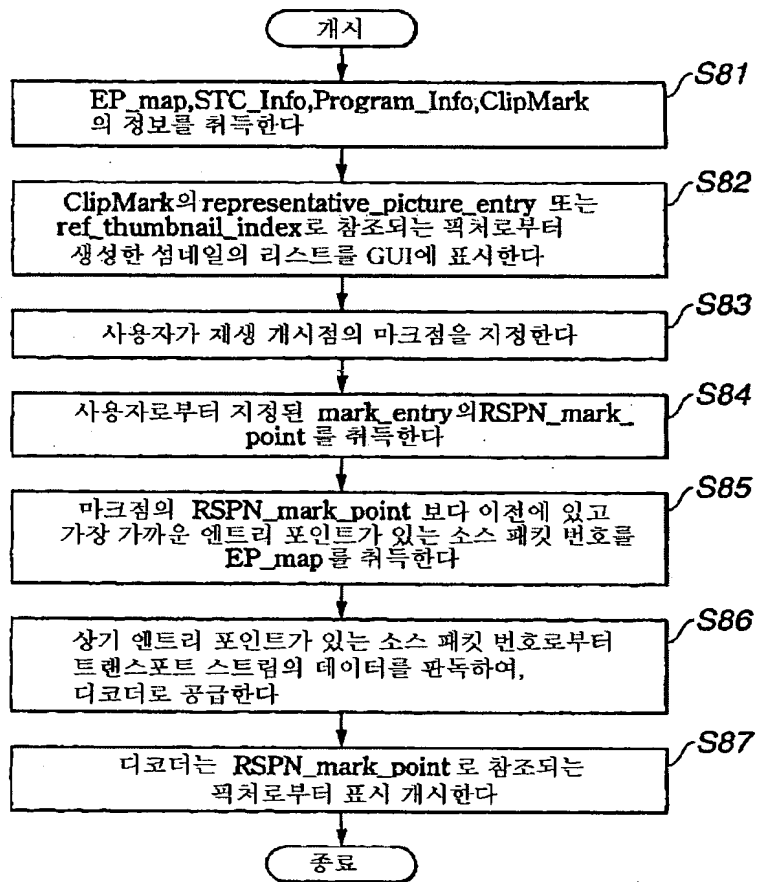 개시
S81
EP_map,STC_Info,Program_Info,ClipMark
의 정보를 취득한다
S82
ClipMark의 representative_picture_entry 또는
ref_thumbnail_index로 참조되는 픽처로부터
생성한 섬네일의 리스트를 GUI에 표시한다
S83
사용자가 재생 개시점의 마크점을 지정한다
S84
사용자로부터 지정된 mark_entry의RSPN_mark_
point 를 취득한다
S85
마크점의 RSPN_mark_point 보다 이전에 있고
가장 가까운 엔트리 포인트가 있는 소스 패킷 번호를
EP_map를 취득한다
S86
상기 엔트리 포인트가 있는 소스 패킷 번호로부터
트랜스포트 스트림의 데이터를 판독하여,
디코더로 공급한다
S87
디코더는 RSPN_mark_point 로 참조되는
픽처로부터 표시 개시한다
종료